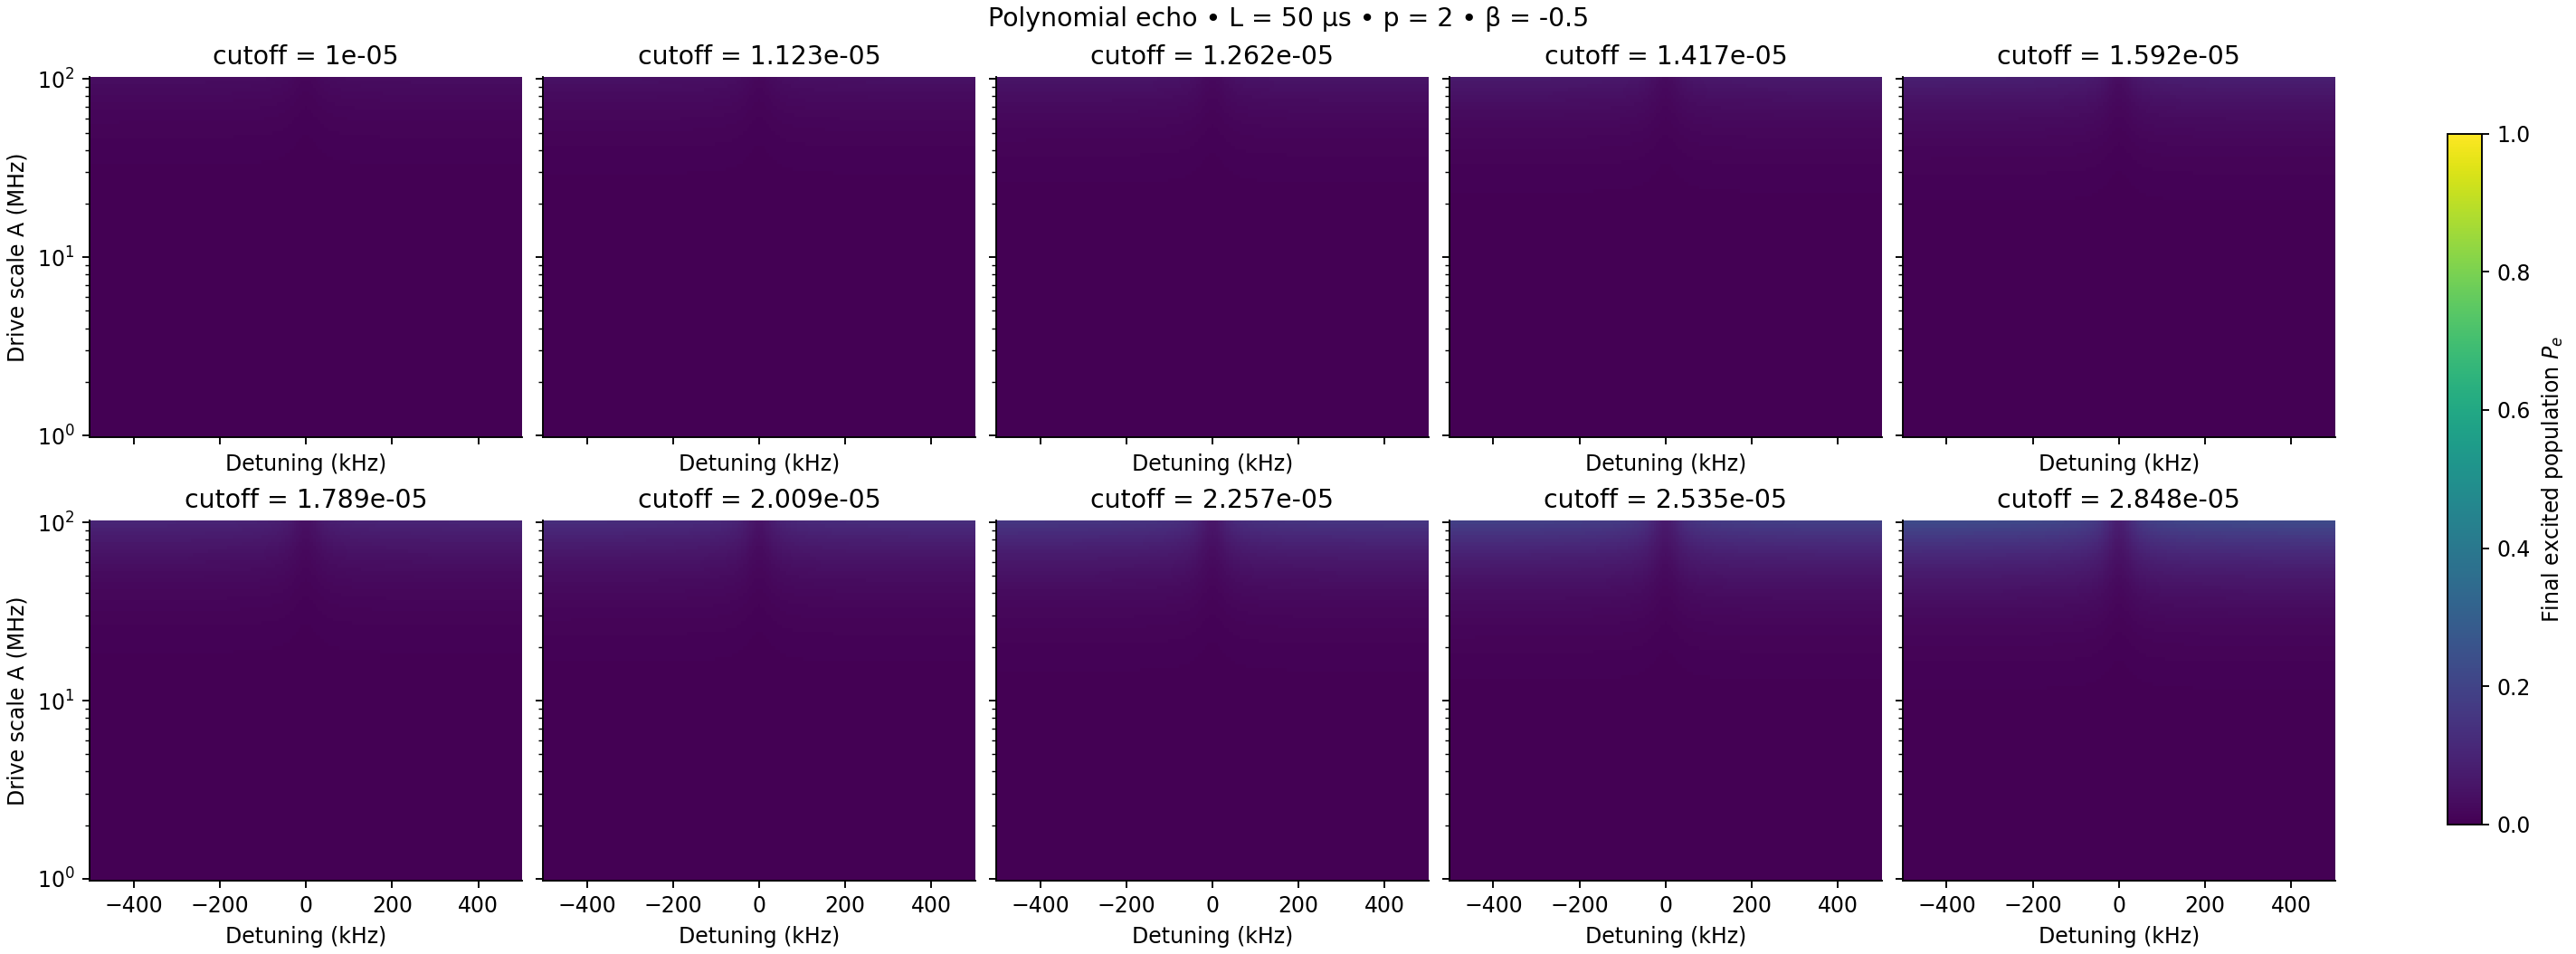 Polynomial echo • L = 50 μs • p = 2 • β = -0.5
cutoff = 1e-05
cutoff = 1.123e-05
cutoff = 1.262e-05
cutoff = 1.417e-05
cutoff = 1.592e-05
Drive scale A (MHz)
10²
10¹
10⁰
Detuning (kHz)
Detuning (kHz)
Detuning (kHz)
Detuning (kHz)
Detuning (kHz)
cutoff = 1.789e-05
cutoff = 2.009e-05
cutoff = 2.257e-05
cutoff = 2.535e-05
cutoff = 2.848e-05
Drive scale A (MHz)
10²
10¹
10⁰
−400 −200 0 200 400
−400 −200 0 200 400
−400 −200 0 200 400
−400 −200 0 200 400
−400 −200 0 200 400
Detuning (kHz)
Detuning (kHz)
Detuning (kHz)
Detuning (kHz)
Detuning (kHz)
1.0
0.8
0.6
0.4
0.2
0.0
Final excited population Pₑ